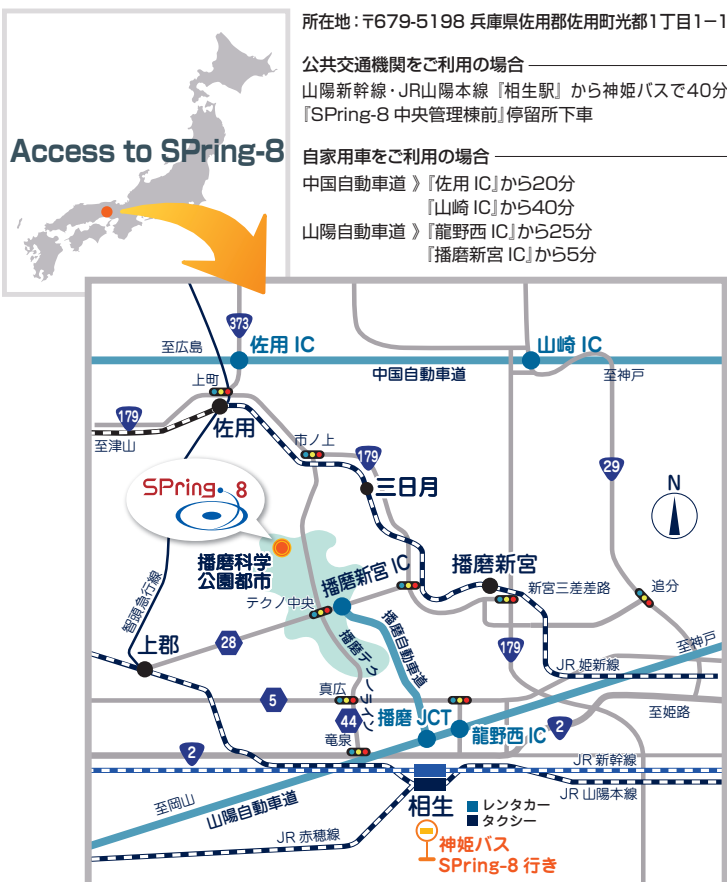 Access to SPring-8
所在地：〒679-5198 兵庫県佐用郡佐用町光都1丁目1−1
公共交通機関をご利用の場合
山陽新幹線・JR山陽本線『相生駅』から神姫バスで40分
『SPring-8 中央管理棟前』停留所下車
自家用車をご利用の場合
中国自動車道 》『佐用 IC』から20分
『山崎 IC』から40分
山陽自動車道 》『龍野西 IC』から25分
『播磨新宮 IC』から5分
373
至広島
佐用 IC
山崎 IC
中国自動車道
至神戸
上町
179
佐用
至津山
市ノ上
179
29
三日月
N
SPring-8
播磨科学
公園都市
播磨新宮 IC
播磨新宮
新宮三差差路
追分
テクノ中央
智頭急行線
播磨自動車道
播磨テクノライン
上郡
28
179
至神戸
JR 姫新線
5
真広
44
播磨 JCT
龍野西 IC
2
至姫路
竜泉
2
JR 新幹線
至岡山
山陽自動車道
相生
レンタカー
タクシー
JR 山陽本線
JR 赤穂線
神姫バス
SPring-8 行き